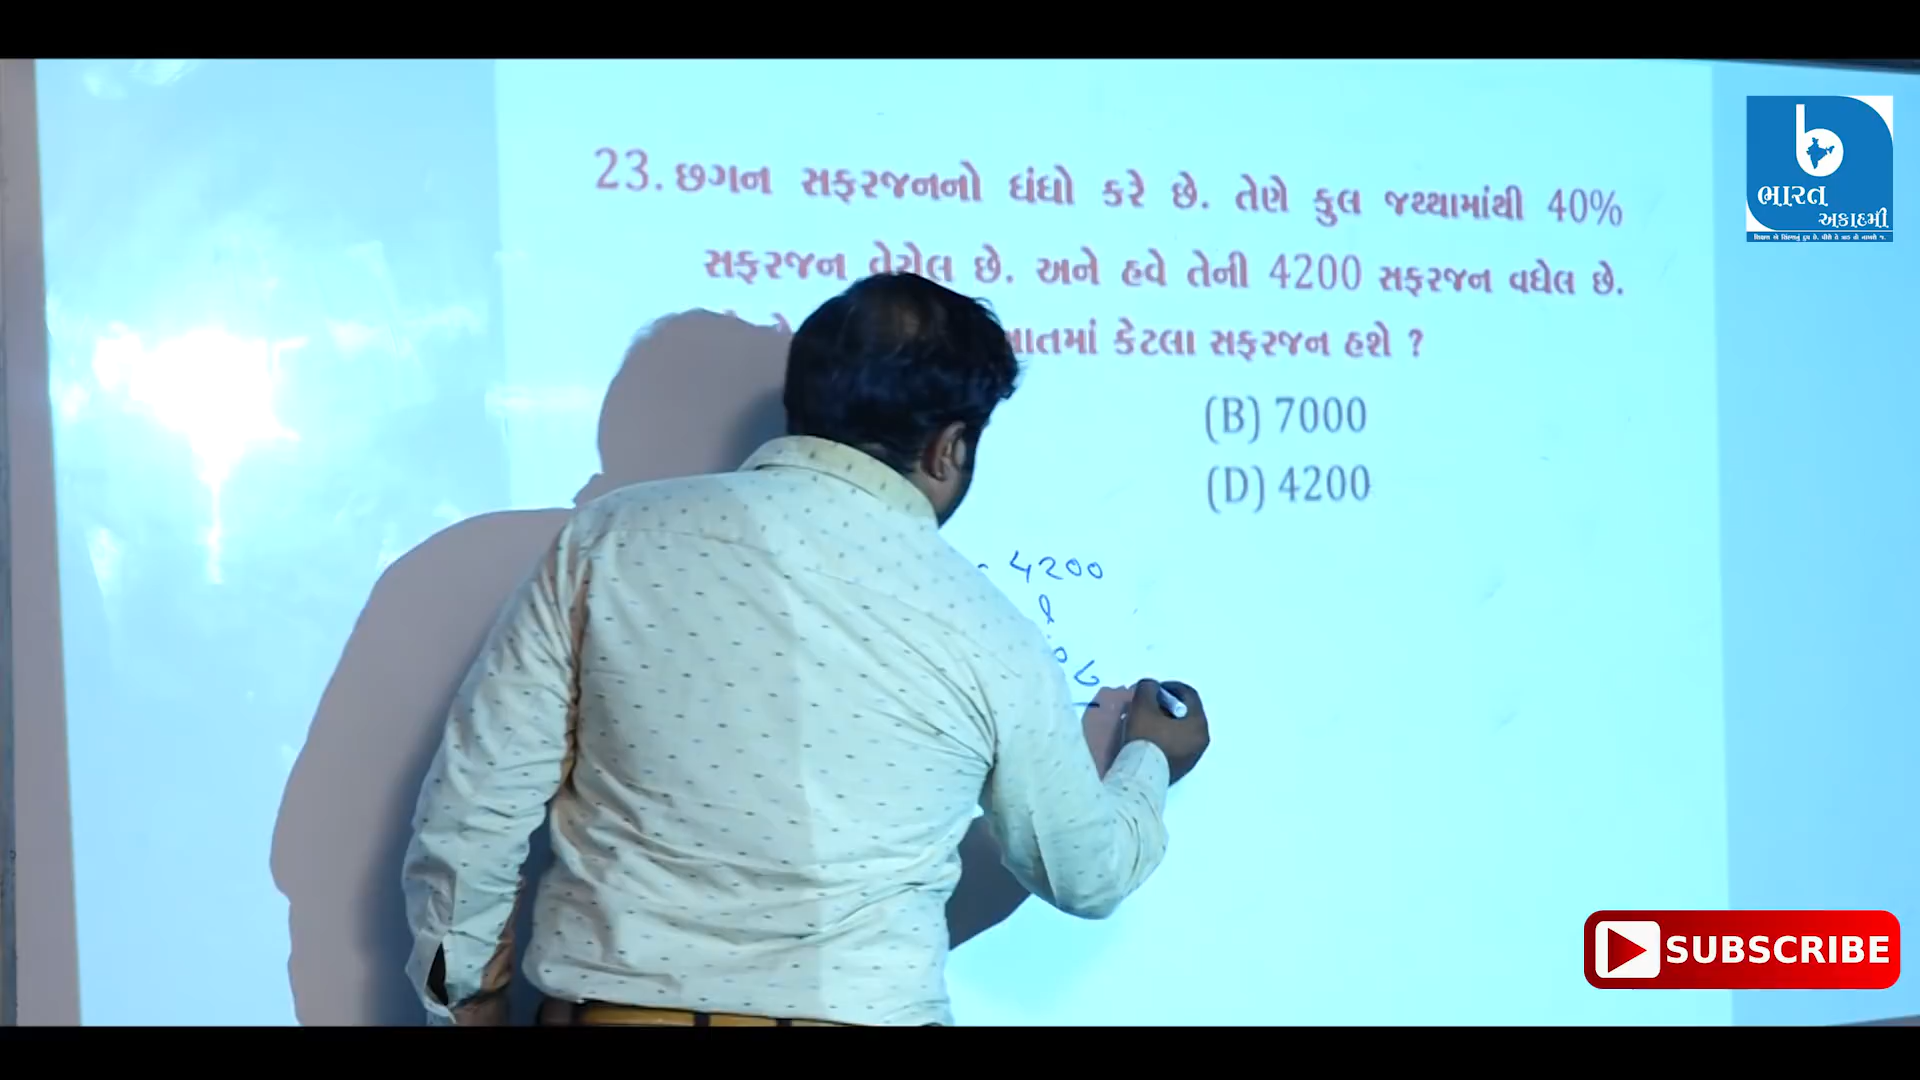 23. છગન સફરજનનો ધંધો કરે છે. તેણે કુલ જથ્થામાંથી 40%
સફરજન વેચેલ છે. અને હવે તેની 4200 સફરજન વધેલ છે.
કેટલા સફરજન હશે ?
(B) 7000
(D) 4200
4200
ભારત
અકાદમી
SUBSCRIBE